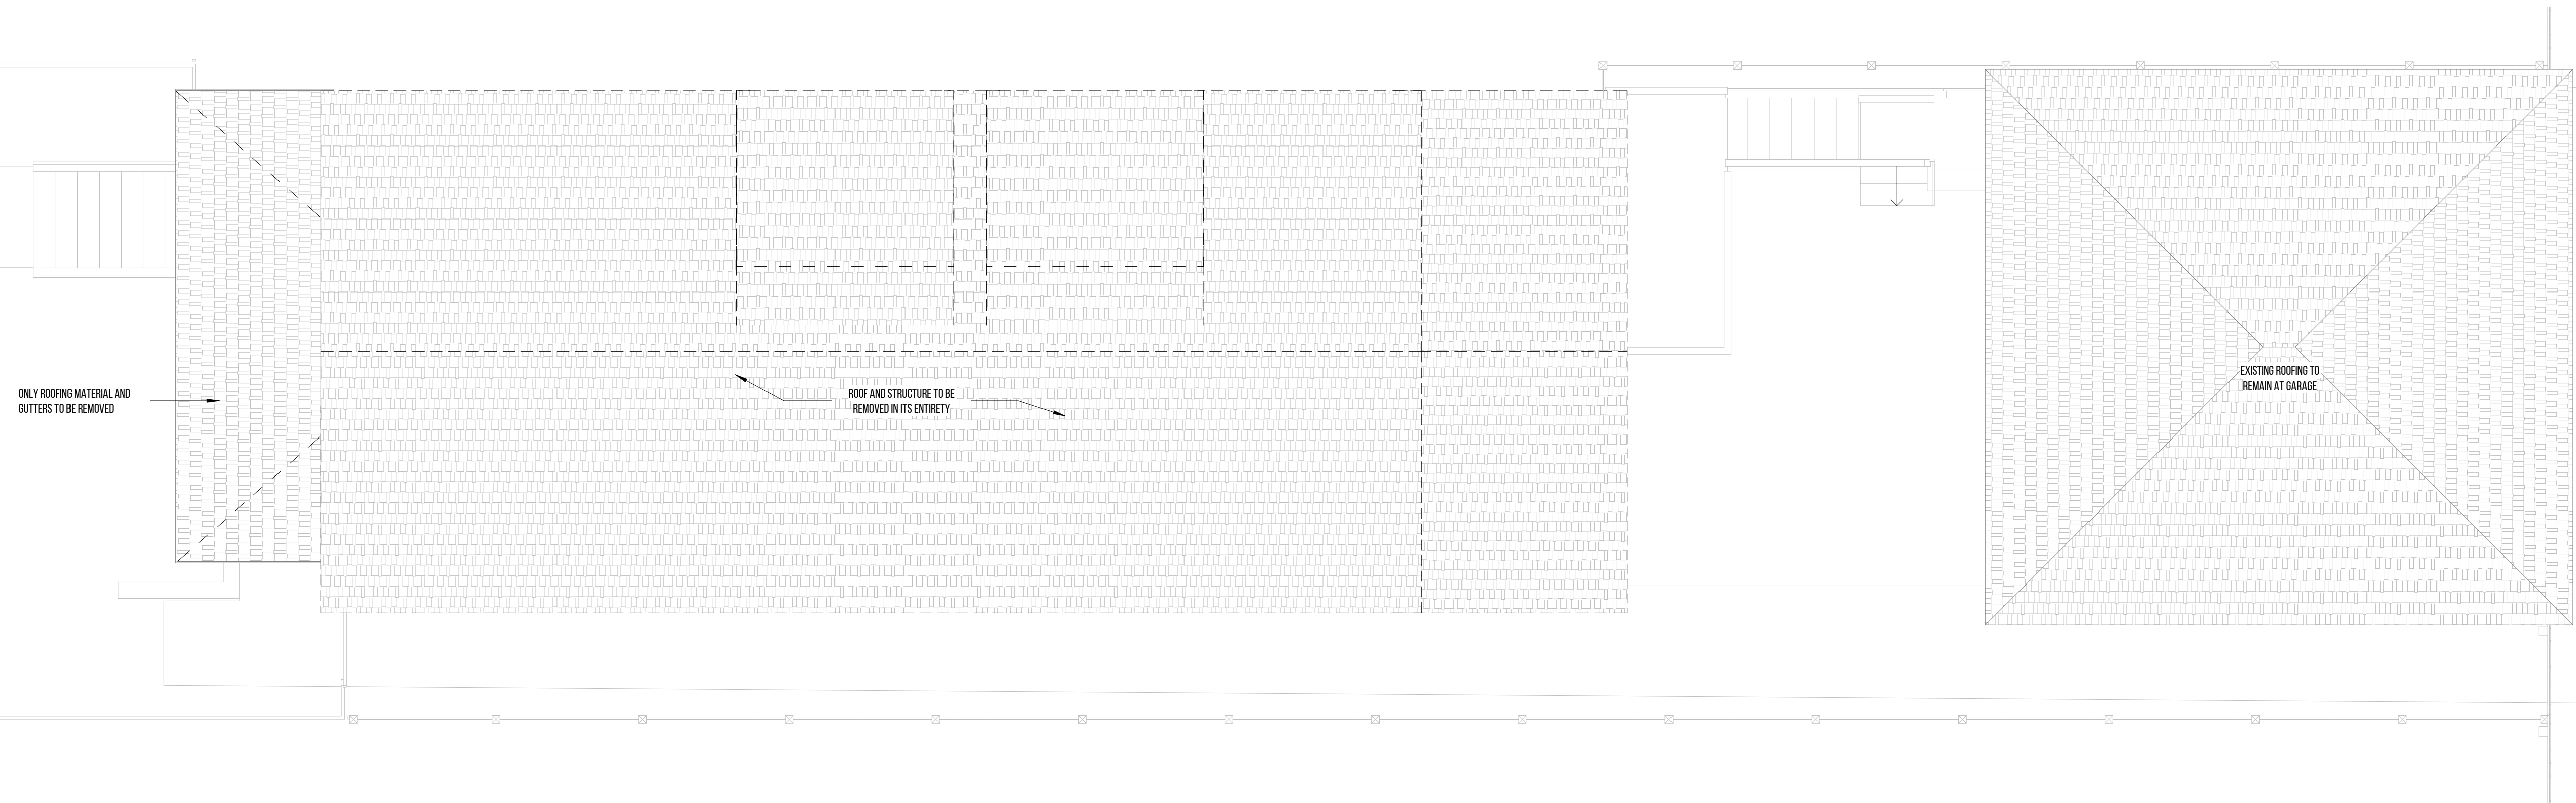 ONLY ROOFING MATERIAL AND
GUTTERS TO BE REMOVED
ROOF AND STRUCTURE TO BE
REMOVED IN ITS ENTIRETY
EXISTING ROOFING TO
REMAIN AT GARAGE